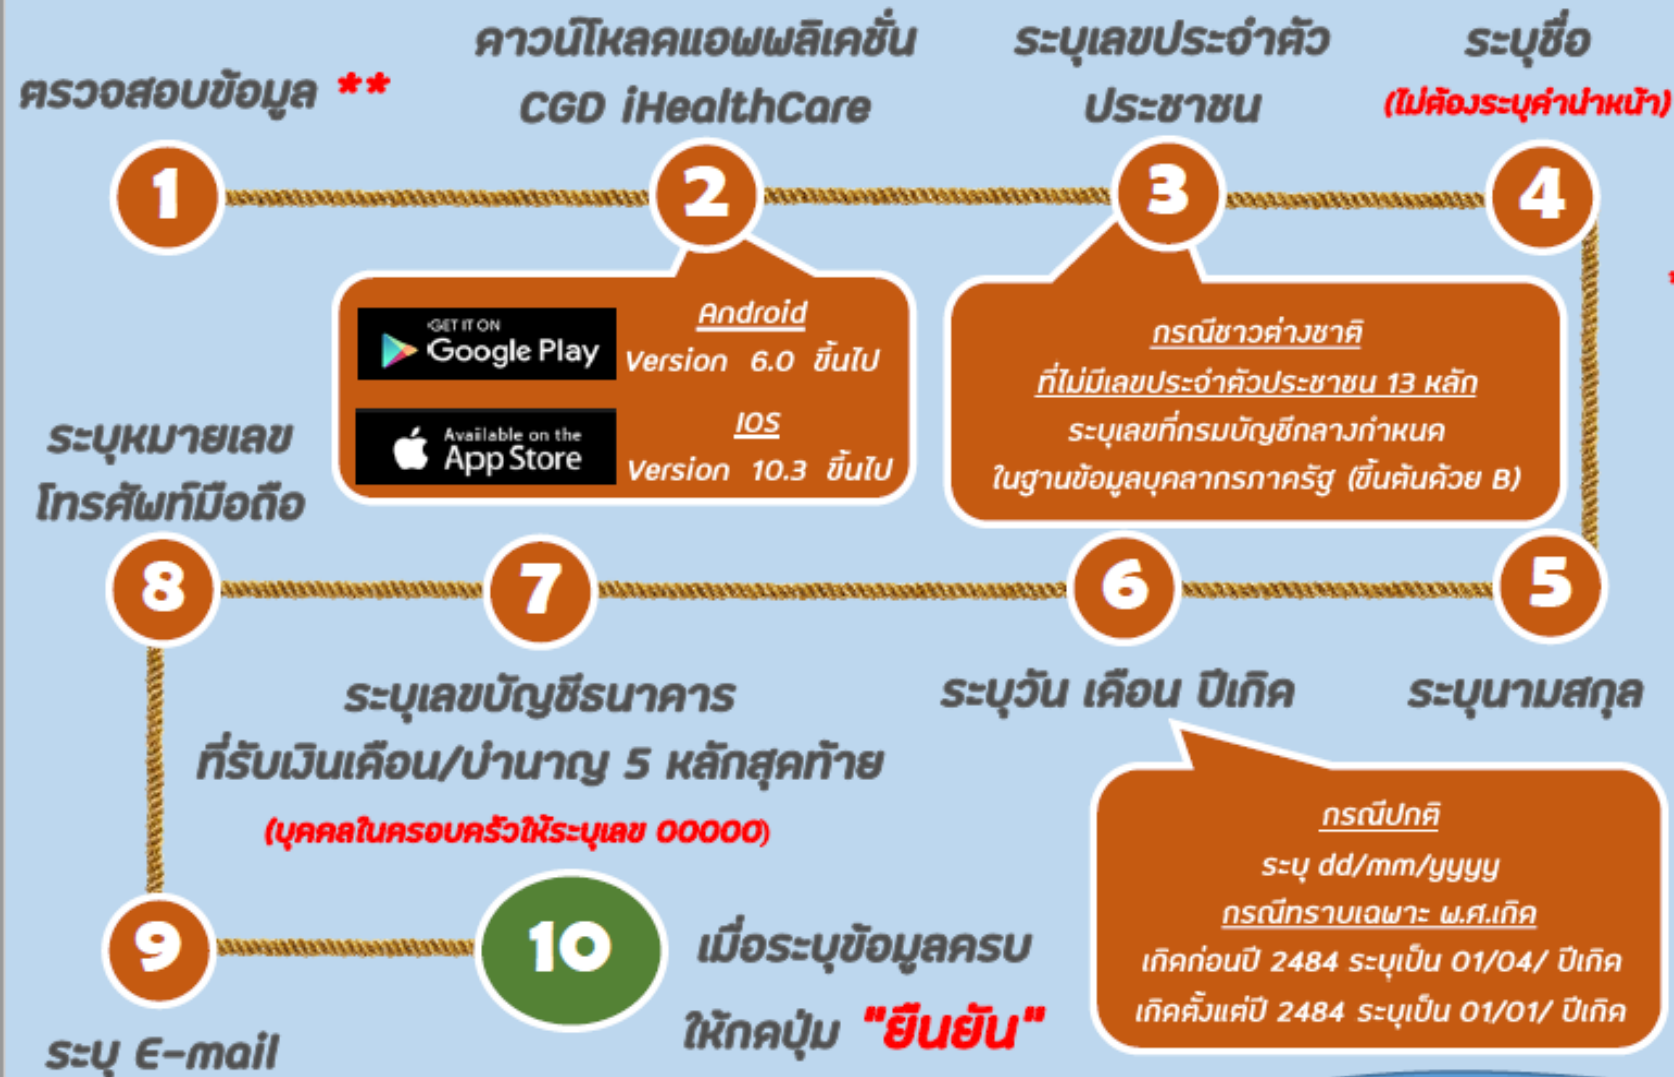 ตรวจสอบข้อมูล **
1
ดาวน์โหลดแอพพลิเคชั่น
CGD iHealthCare
2
GET IT ON
Google Play
Android
Version 6.0 ขึ้นไป
Available on the
App Store
IOS
Version 10.3 ขึ้นไป
ระบุเลขประจำตัว
ประชาชน
3
กรณีชาวต่างชาติ
ที่ไม่มีเลขประจำตัวประชาชน 13 หลัก
ระบุเลขที่กรมบัญชีกลางกำหนด
ในฐานข้อมูลบุคลากรภาครัฐ (ขึ้นต้นด้วย B)
ระบุชื่อ
(ไม่ต้องระบุคำนำหน้า)
4
*
5
ระบุนามสกุล
6
ระบุวัน เดือน ปีเกิด
กรณีปกติ
ระบุ dd/mm/yyyy
กรณีทราบเฉพาะ พ.ศ.เกิด
เกิดก่อนปี 2484 ระบุเป็น 01/04/ ปีเกิด
เกิดตั้งแต่ปี 2484 ระบุเป็น 01/01/ ปีเกิด
7
ระบุเลขบัญชีธนาคาร
ที่รับเงินเดือน/บำนาญ 5 หลักสุดท้าย
(บุคคลในครอบครัวให้ระบุเลข 00000)
ระบุหมายเลข
โทรศัพท์มือถือ
8
9
ระบุ E-mail
10
เมื่อระบุข้อมูลครบ
ให้กดปุ่ม "ยืนยัน"